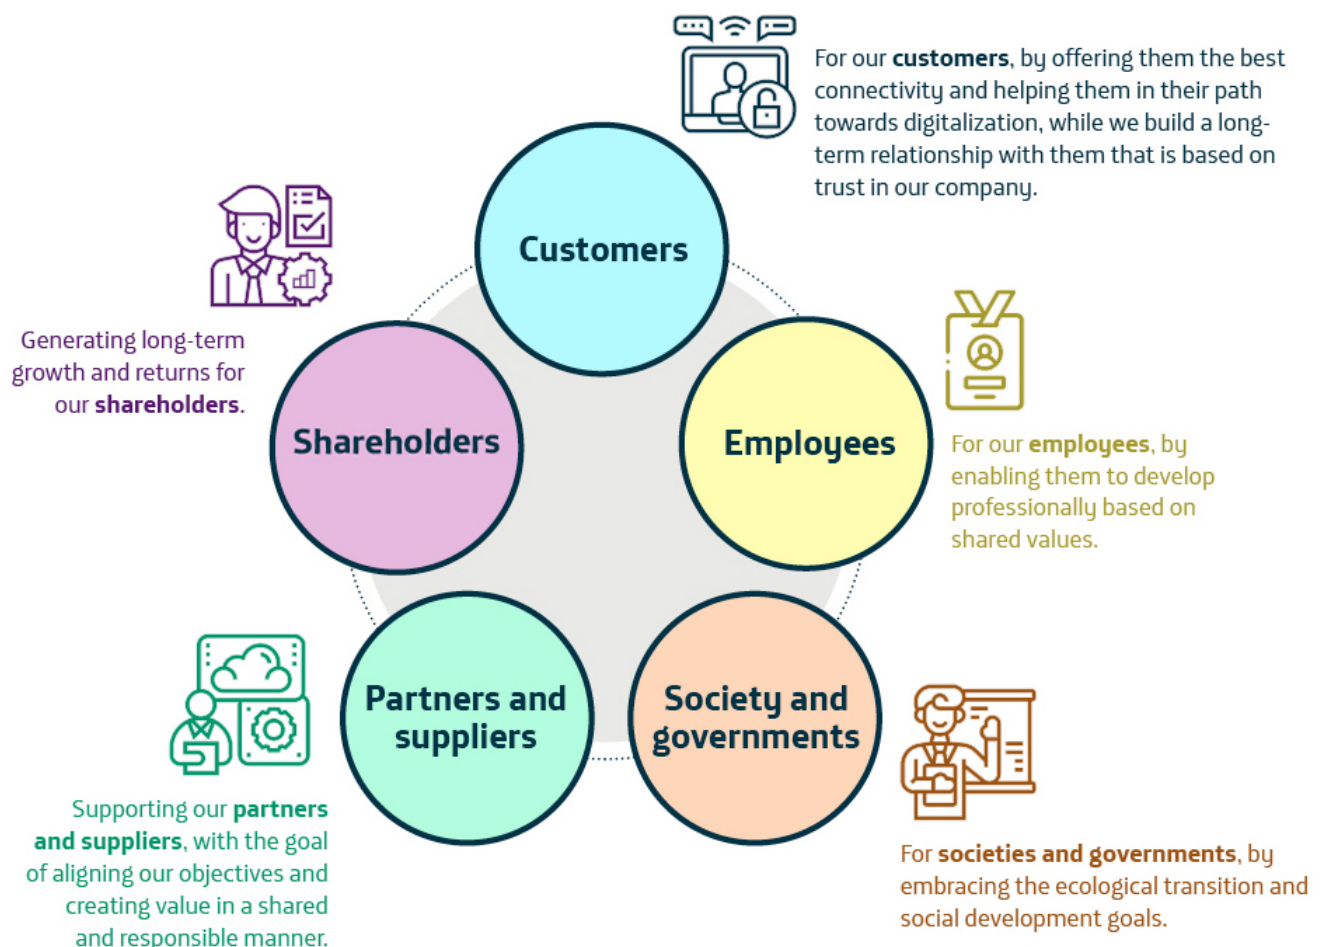 For our customers, by offering them the best
connectivity and helping them in their path
towards digitalization, while we build a long-
term relationship with them that is based on
trust in our company.
Customers
Generating long-term
growth and returns for
our shareholders.
Shareholders
Employees
For our employees, by
enabling them to develop
professionally based on
shared values.
Partners and
suppliers
Society and
governments
Supporting our partners
and suppliers, with the goal
of aligning our objectives and
creating value in a shared
and responsible manner.
For societies and governments, by
embracing the ecological transition and
social development goals.